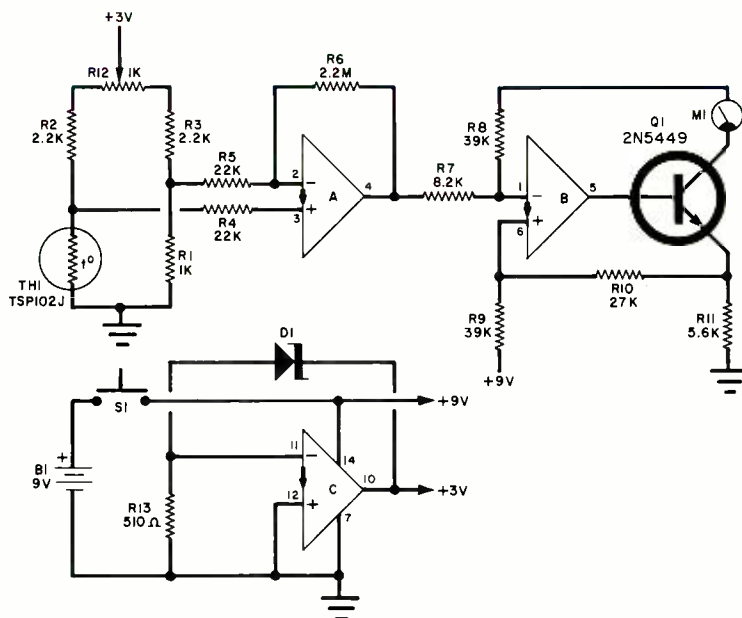 +3V
R12 1K
R2
2.2K
R3
2.2K
R5
22K
R4
22K
R6
2.2M
2
3
4
−
+
A
R7
8.2K
R8
39K
1
6
5
−
+
B
Q1
2N5449
M1
t°
TH1
TSP102J
R1
1K
R9
39K
+9V
R10
27K
R11
5.6K
D1
S1
+9V
+
B1
9V
R13
510Ω
11
12
−
+
C
14
10
7
+3V